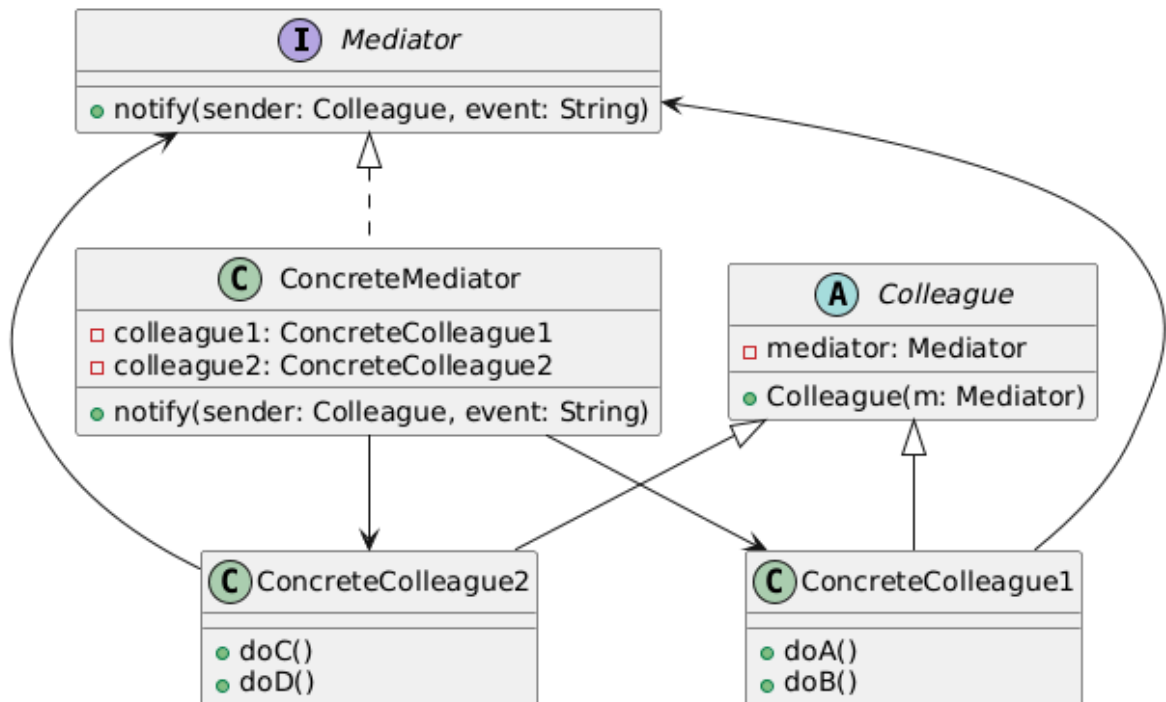 I Mediator
notify(sender: Colleague, event: String)
C ConcreteMediator
colleague1: ConcreteColleague1
colleague2: ConcreteColleague2
notify(sender: Colleague, event: String)
A Colleague
mediator: Mediator
Colleague(m: Mediator)
C ConcreteColleague2
doC()
doD()
C ConcreteColleague1
doA()
doB()